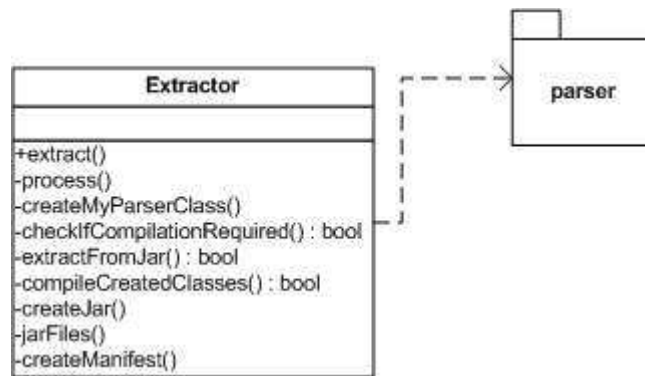 Extractor
+extract()
-process()
-createMyParserClass()
-checkIfCompilationRequired() : bool
-extractFromJar() : bool
-compileCreatedClasses() : bool
-createJar()
-jarFiles()
-createManifest()
parser